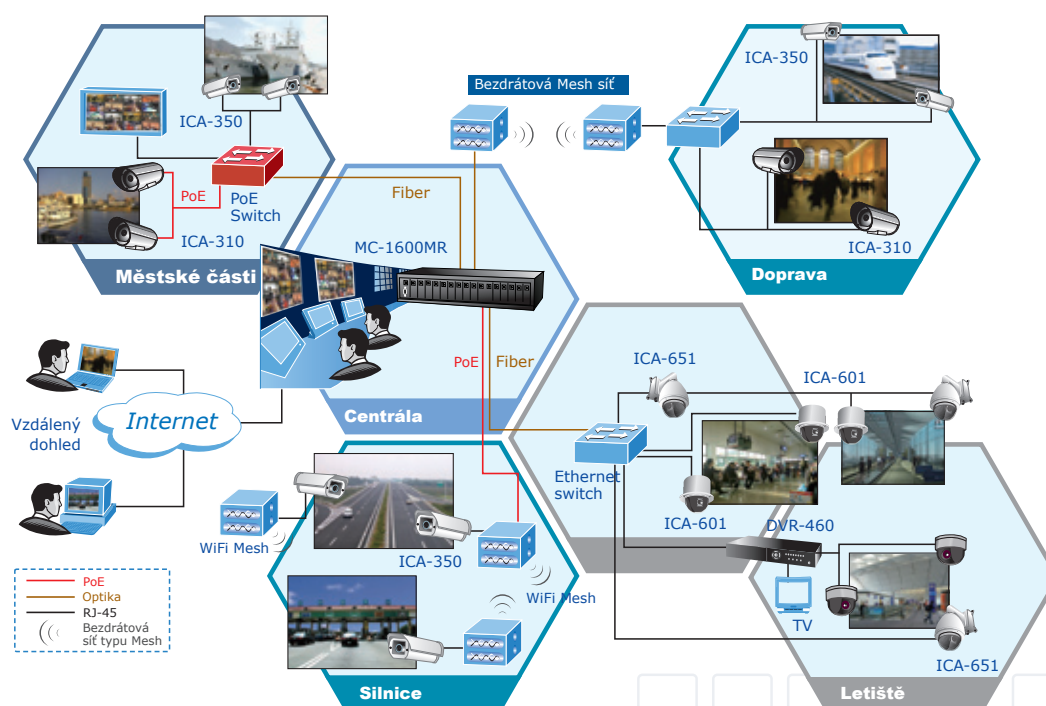 ICA-350
PoE
PoE
Switch
ICA-310
Městské části
Bezdrátová Mesh síť
ICA-350
ICA-310
Doprava
Fiber
MC-1600MR
PoE
Fiber
Centrála
Vzdálený
dohled
Internet
ICA-651
ICA-601
Ethernet
switch
ICA-601
DVR-460
TV
ICA-651
Letiště
WiFi Mesh
ICA-350
WiFi Mesh
Silnice
PoE
Optika
RJ-45
Bezdrátová
síť typu Mesh